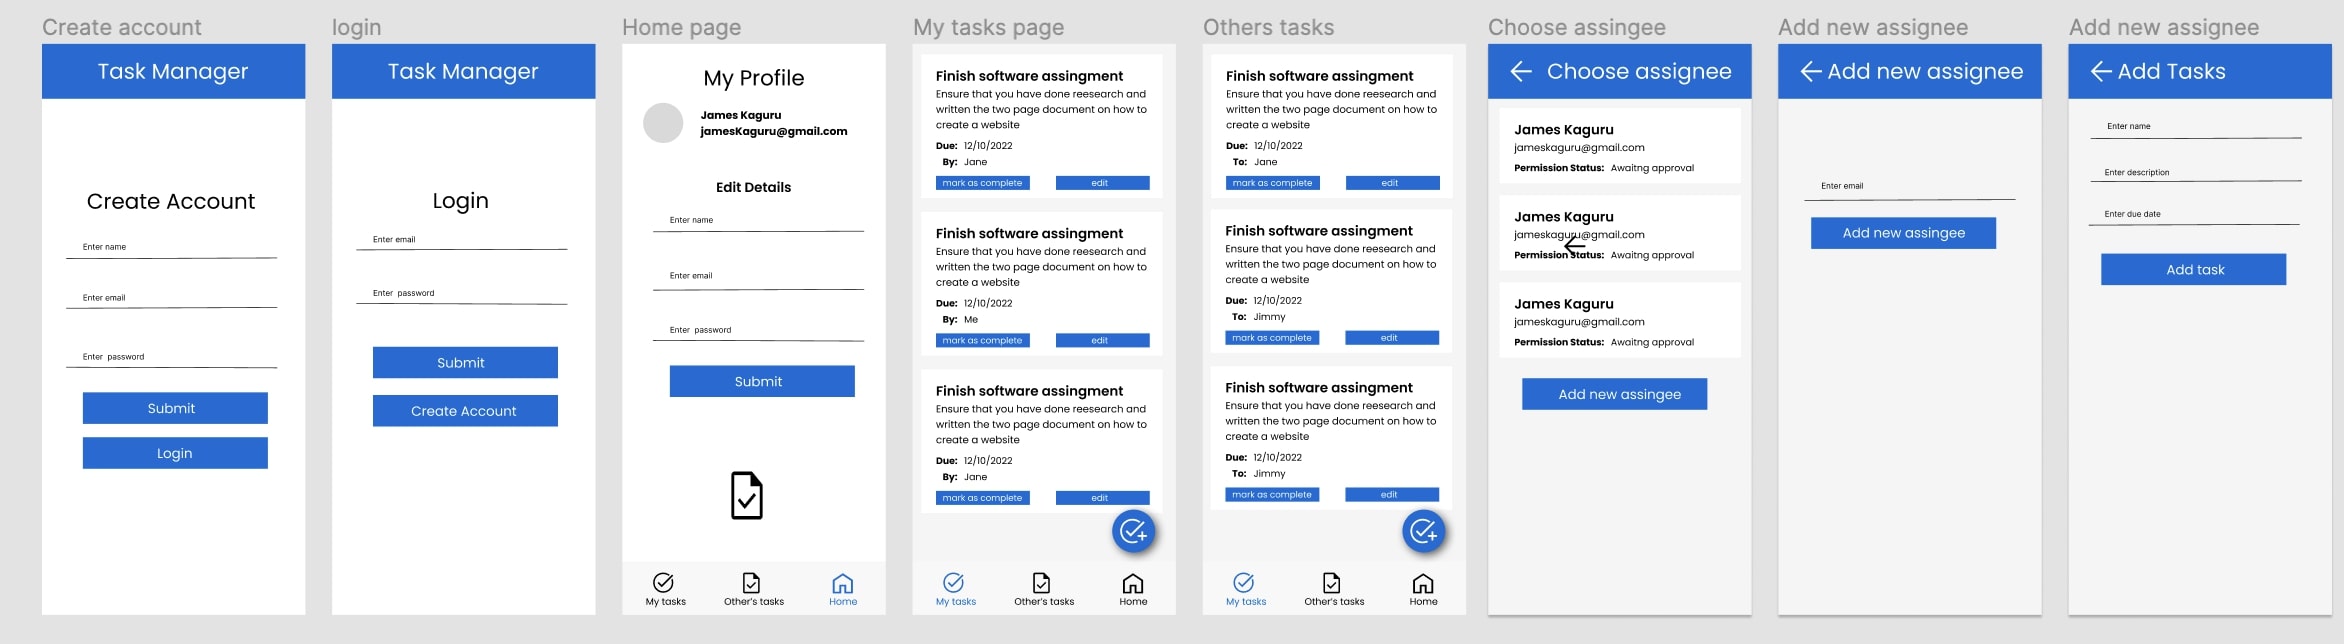 Create account
Task Manager
Create Account
Enter name
Enter email
Enter password
Submit
Login
login
Task Manager
Login
Enter email
Enter password
Submit
Create Account
Home page
My Profile
James Kaguru
jamesKaguru@gmail.com
Edit Details
Enter name
Enter email
Enter password
Submit
My tasks
Other's tasks
Home
My tasks page
Finish software assingment
Ensure that you have done reesearch and
written the two page document on how to
create a website
Due: 12/10/2022
By: Jane
mark as complete
edit
Finish software assingment
Ensure that you have done reesearch and
written the two page document on how to
create a website
Due: 12/10/2022
By: Me
mark as complete
edit
Finish software assingment
Ensure that you have done reesearch and
written the two page document on how to
create a website
Due: 12/10/2022
By: Jane
mark as complete
edit
My tasks
Other's tasks
Home
Others tasks
Finish software assingment
Ensure that you have done reesearch and
written the two page document on how to
create a website
Due: 12/10/2022
To: Jane
mark as complete
edit
Finish software assingment
Ensure that you have done reesearch and
written the two page document on how to
create a website
Due: 12/10/2022
To: Jimmy
mark as complete
edit
Finish software assingment
Ensure that you have done reesearch and
written the two page document on how to
create a website
Due: 12/10/2022
To: Jimmy
mark as complete
edit
My tasks
Other's tasks
Home
Choose assingee
Choose assignee
James Kaguru
jameskaguru@gmail.com
Permission Status: Awaitng approval
James Kaguru
jameskaguru@gmail.com
Permission Status: Awaitng approval
James Kaguru
jameskaguru@gmail.com
Permission Status: Awaitng approval
Add new assingee
Add new assignee
Add new assignee
Enter email
Add new assingee
Add new assignee
Add Tasks
Enter name
Enter description
Enter due date
Add task